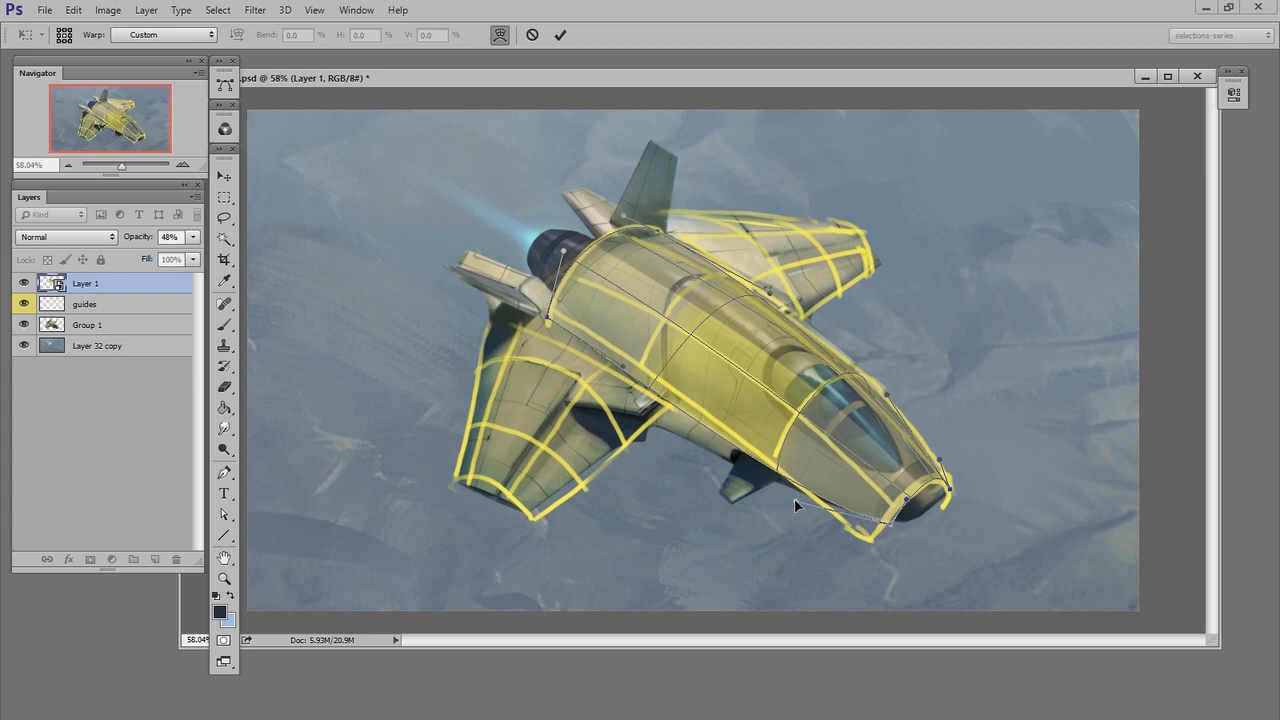 Ps File Edit Image Layer Type Select Filter 3D View Window Help
Warp: Custom Bend: 0.0 % H: 0.0 % V: 0.0 % selections-series
Navigator
.psd @ 58% (Layer 1, RGB/8#) *
58.04%
Layers
Kind
Normal Opacity: 48%
Lock: Fill: 100%
Layer 1
guides
Group 1
Layer 32 copy
fx
58.04% Doc: 5.93M/20.9M